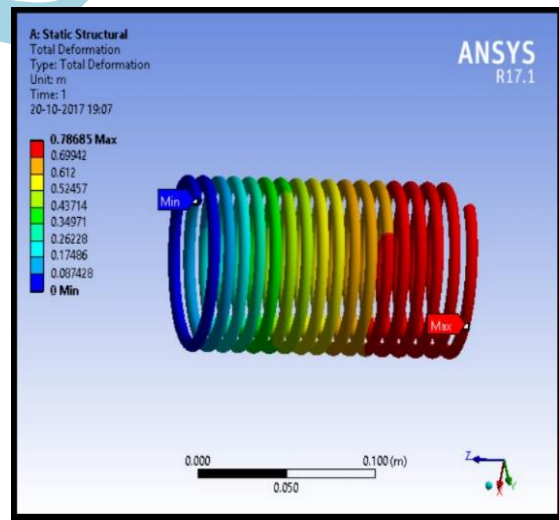 A: Static Structural
Total Deformation
Type: Total Deformation
Unit: m
Time: 1
20-10-2017 19:07
ANSYS
R17.1
0.78685 Max
0.69942
0.612
0.52457
0.43714
0.34971
0.26228
0.17486
0.087428
0 Min
Min
Max
0.000
0.100 (m)
0.050
Z
X
Y